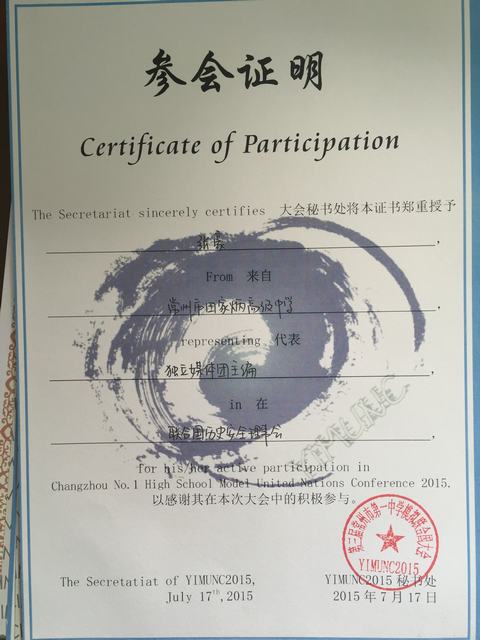 参会证明
Certificate of Participation
The Secretariat sincerely certifies 大会秘书处将本证书郑重授予
From 来自
常州市田家炳高级中学
representing 代表
独立媒体团主编
in 在
联合国历史安全理事会
for his/her active participation in
Changzhou No.1 High School Model United Nations Conference 2015.
以感谢其在本次大会中的积极参与。
The Secretatiat of YIMUNC2015,
YIMUNC2015 秘书处
July 17th,2015
2015 年 7 月 17 日
YIMUNC2015